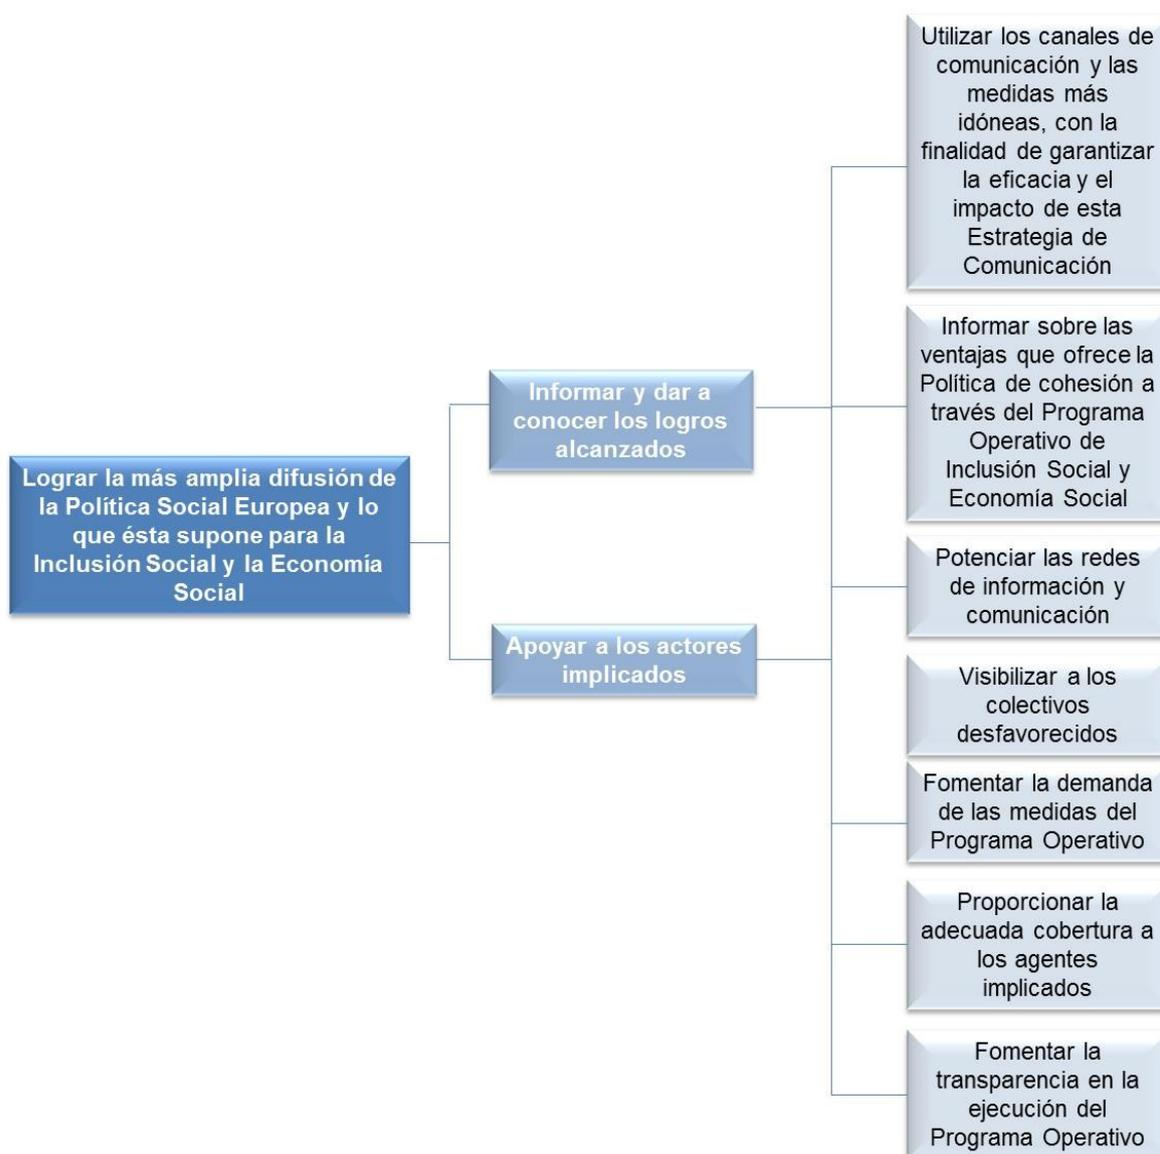 Lograr la más amplia difusión de
la Política Social Europea y lo
que ésta supone para la
Inclusión Social y la Economía
Social
Informar y dar a
conocer los logros
alcanzados
Apoyar a los actores
implicados
Utilizar los canales de
comunicación y las
medidas más
idóneas, con la
finalidad de garantizar
la eficacia y el
impacto de esta
Estrategia de
Comunicación
Informar sobre las
ventajas que ofrece la
Política de cohesión a
través del Programa
Operativo de
Inclusión Social y
Economía Social
Potenciar las redes
de información y
comunicación
Visibilizar a los
colectivos
desfavorecidos
Fomentar la demanda
de las medidas del
Programa Operativo
Proporcionar la
adecuada cobertura a
los agentes
implicados
Fomentar la
transparencia en la
ejecución del
Programa Operativo